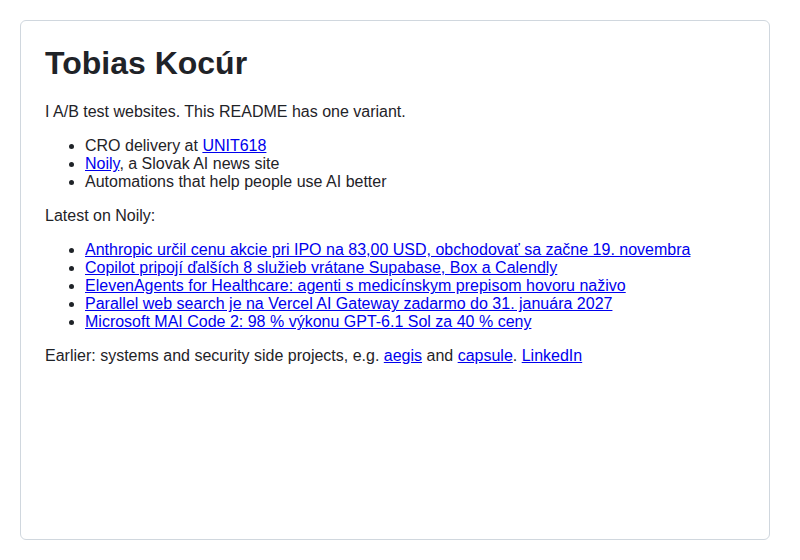 Tobias Kocúr
I A/B test websites. This README has one variant.
CRO delivery at UNIT618
Noily, a Slovak AI news site
Automations that help people use AI better
Latest on Noily:
Anthropic určil cenu akcie pri IPO na 83,00 USD, obchodovať sa začne 19. novembra
Copilot pripojí ďalších 8 služieb vrátane Supabase, Box a Calendly
ElevenAgents for Healthcare: agenti s medicínskym prepisom hovoru naživo
Parallel web search je na Vercel AI Gateway zadarmo do 31. januára 2027
Microsoft MAI Code 2: 98 % výkonu GPT-6.1 Sol za 40 % ceny
Earlier: systems and security side projects, e.g. aegis and capsule. LinkedIn